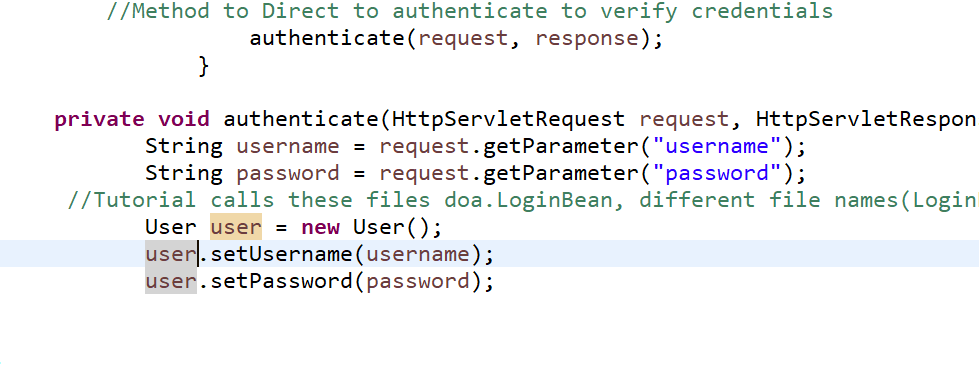 //Method to Direct to authenticate to verify credentials
authenticate(request, response);
}
private void authenticate(HttpServletRequest request, HttpServletRespon
String username = request.getParameter("username");
String password = request.getParameter("password");
//Tutorial calls these files doa.LoginBean, different file names(Login
User user = new User();
user.setUsername(username);
user.setPassword(password);